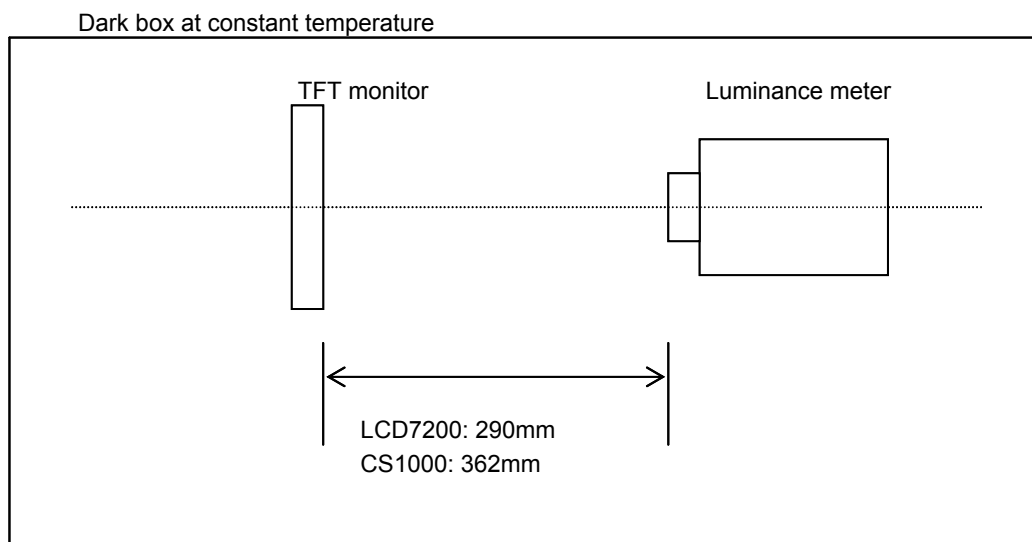 Dark box at constant temperature
TFT monitor
Luminance meter
LCD7200: 290mm
CS1000: 362mm